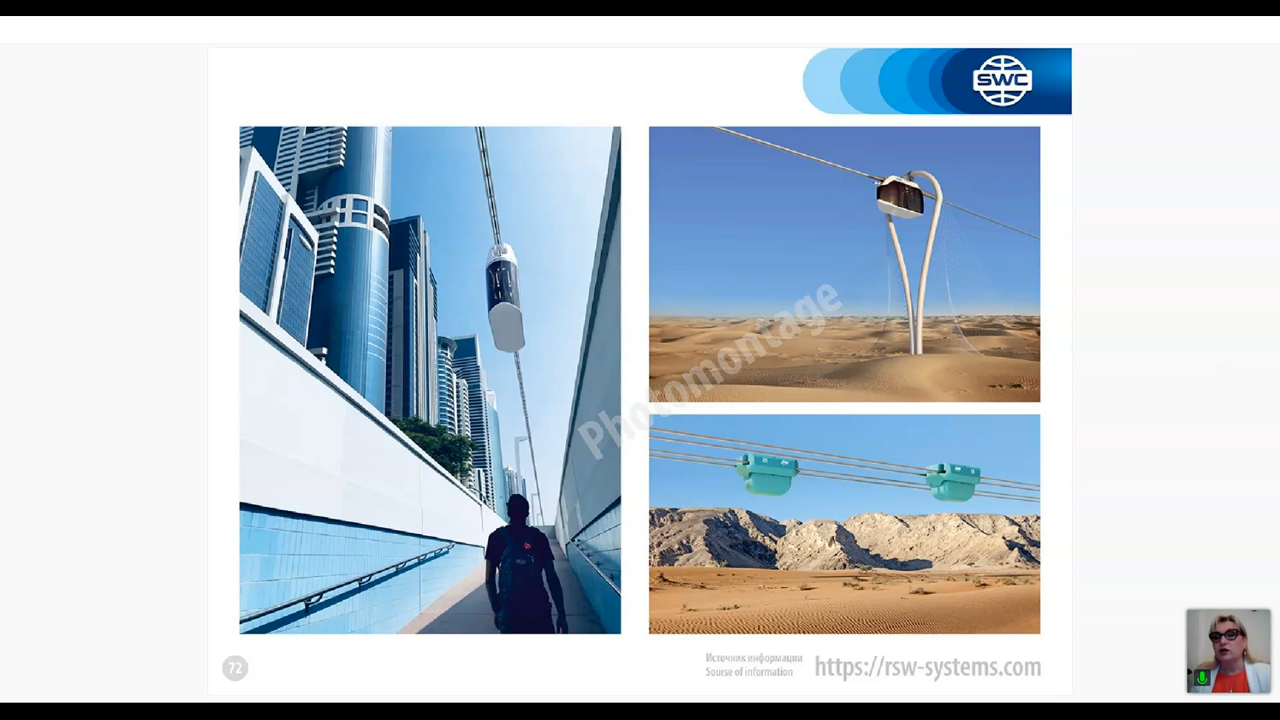 SWC
Photomontage
72
Источник информации
Sourse of information
https://rsw-systems.com